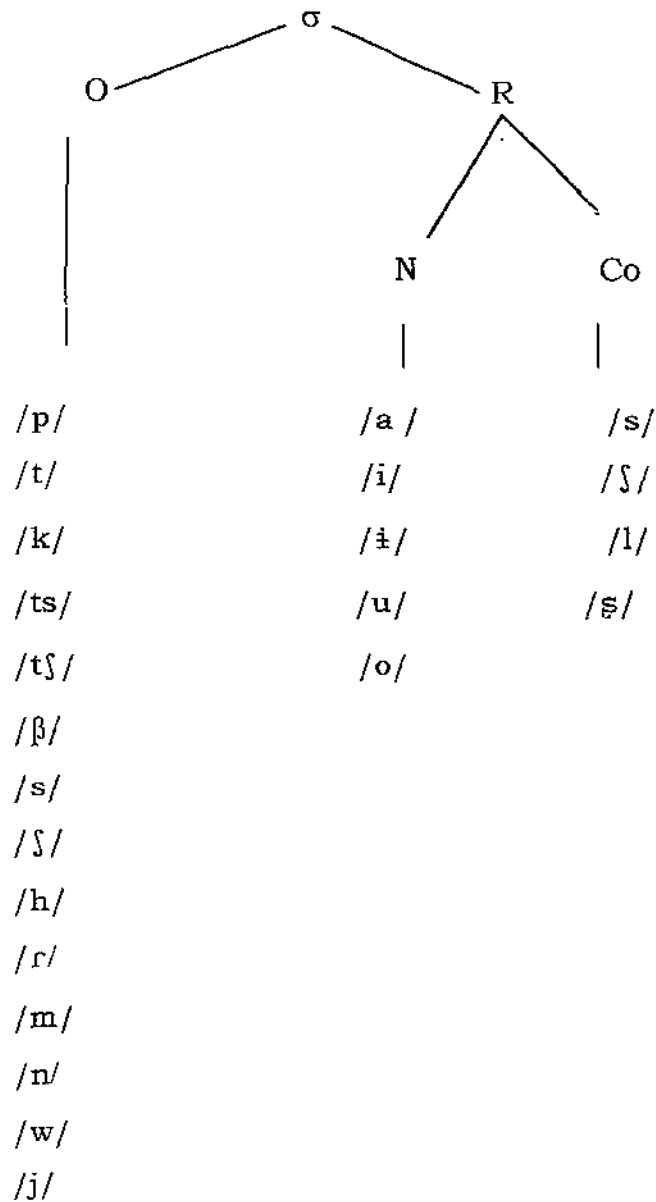 σ
O R
N Co
/p/ /a / /s/
/t/ /i/ /ʃ/
/k/ /ɨ/ /l/
/ts/ /u/ /ʂ/
/tʃ/ /o/
/β/
/s/
/ʃ/
/h/
/ɾ/
/m/
/n/
/w/
/j/